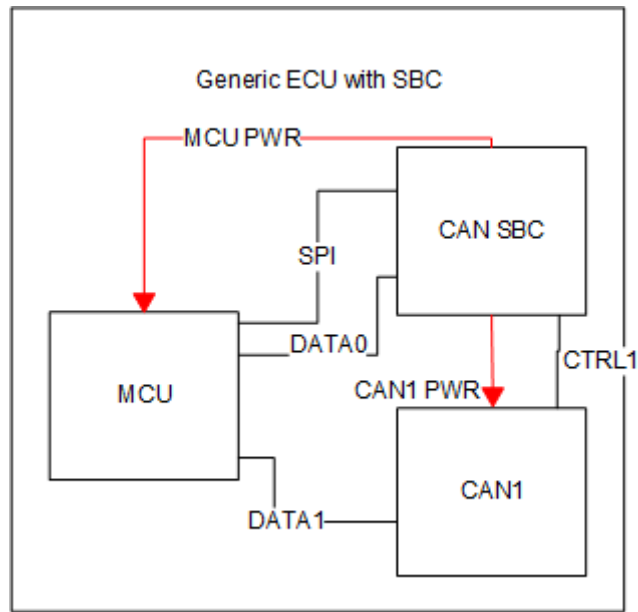 Generic ECU with SBC
MCU PWR
CAN SBC
SPI
DATA0
CTRL1
MCU
CAN1 PWR
CAN1
DATA1